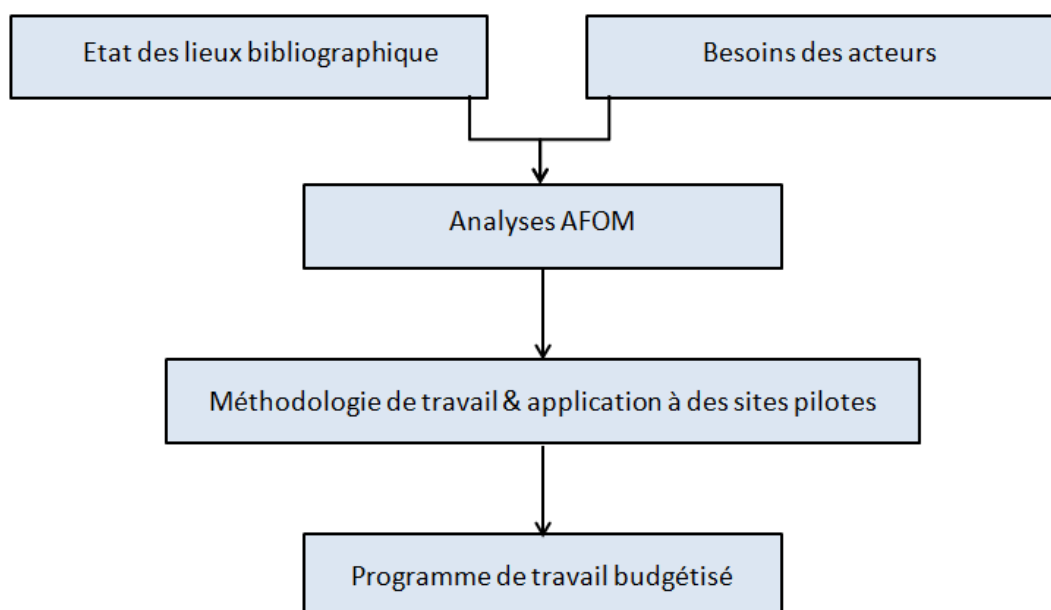 Etat des lieux bibliographique
Besoins des acteurs
Analyses AFOM
Méthodologie de travail & application à des sites pilotes
Programme de travail budgétisé